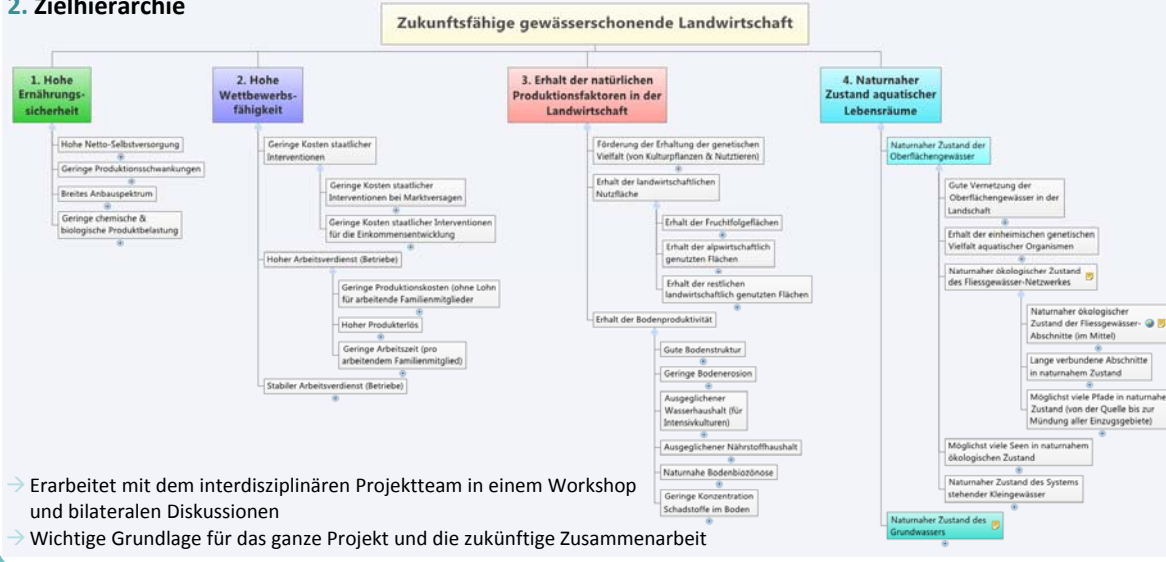 2. Zielhierarchie
Zukunftsfähige gewässerschonende Landwirtschaft
1. Hohe
Ernährungs-
sicherheit
Hohe Netto-Selbstversorgung
Geringe Produktionsschwankungen
Breites Anbauspektrum
Geringe chemische &
biologische Produktbelastung
2. Hohe
Wettbewerbs-
fähigkeit
Geringe Kosten staatlicher
Interventionen
Geringe Kosten staatlicher
Interventionen bei Marktversagen
Geringe Kosten staatlicher Interventionen
für die Einkommensentwicklung
Hoher Arbeitsverdienst (Betriebe)
Geringe Produktionskosten (ohne Lohn
für arbeitende Familienmitglieder
Hoher Produkterlös
Geringe Arbeitszeit (pro
arbeitendem Familienmitglied)
Stabiler Arbeitsverdienst (Betriebe)
3. Erhalt der natürlichen
Produktionsfaktoren in der
Landwirtschaft
Förderung der Erhaltung der genetischen
Vielfalt (von Kulturpflanzen & Nutztieren)
Erhalt der landwirtschaftlichen
Nutzfläche
Erhalt der Fruchtfolgeflächen
Erhalt der alpwirtschaftlich
genutzten Flächen
Erhalt der restlichen
landwirtschaftlich genutzten Flächen
Erhalt der Bodenproduktivität
Gute Bodenstruktur
Geringe Bodenerosion
Ausgeglichener
Wasserhaushalt (für
Intensivkulturen)
Ausgeglichener Nährstoffhaushalt
Naturnahe Bodenbiozönose
Geringe Konzentration
Schadstoffe im Boden
4. Naturnaher
Zustand aquatischer
Lebensräume
Naturnaher Zustand der
Oberflächengewässer
Gute Vernetzung der
Oberflächengewässer in der
Landschaft
Erhalt der einheimischen genetischen
Vielfalt aquatischer Organismen
Naturnaher ökologischer Zustand
des Fliessgewässer-Netzwerkes
Naturnaher ökologischer
Zustand der Fliessgewässer-
Abschnitte (im Mittel)
Lange verbundene Abschnitte
in naturnahem Zustand
Möglichst viele Pfade in naturnahe
Zustand (von der Quelle bis zur
Mündung aller Einzugsgebiete)
Möglichst viele Seen in naturnahem
ökologischen Zustand
Naturnaher Zustand des Systems
stehender Kleingewässer
Naturnaher Zustand des
Grundwassers
→ Erarbeitet mit dem interdisziplinären Projektteam in einem Workshop
und bilateralen Diskussionen
→ Wichtige Grundlage für das ganze Projekt und die zukünftige Zusammenarbeit